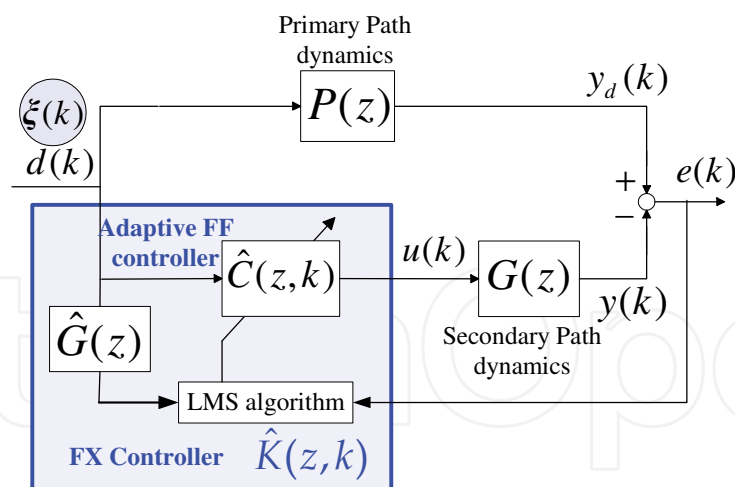 Primary Path
dynamics
ξ(k)
P(z)
y_d(k)
d(k)
e(k)
+
−
Adaptive FF
controller
Ĉ(z,k)
u(k)
G(z)
y(k)
Ĝ(z)
Secondary Path
dynamics
LMS algorithm
FX Controller
K̂(z,k)